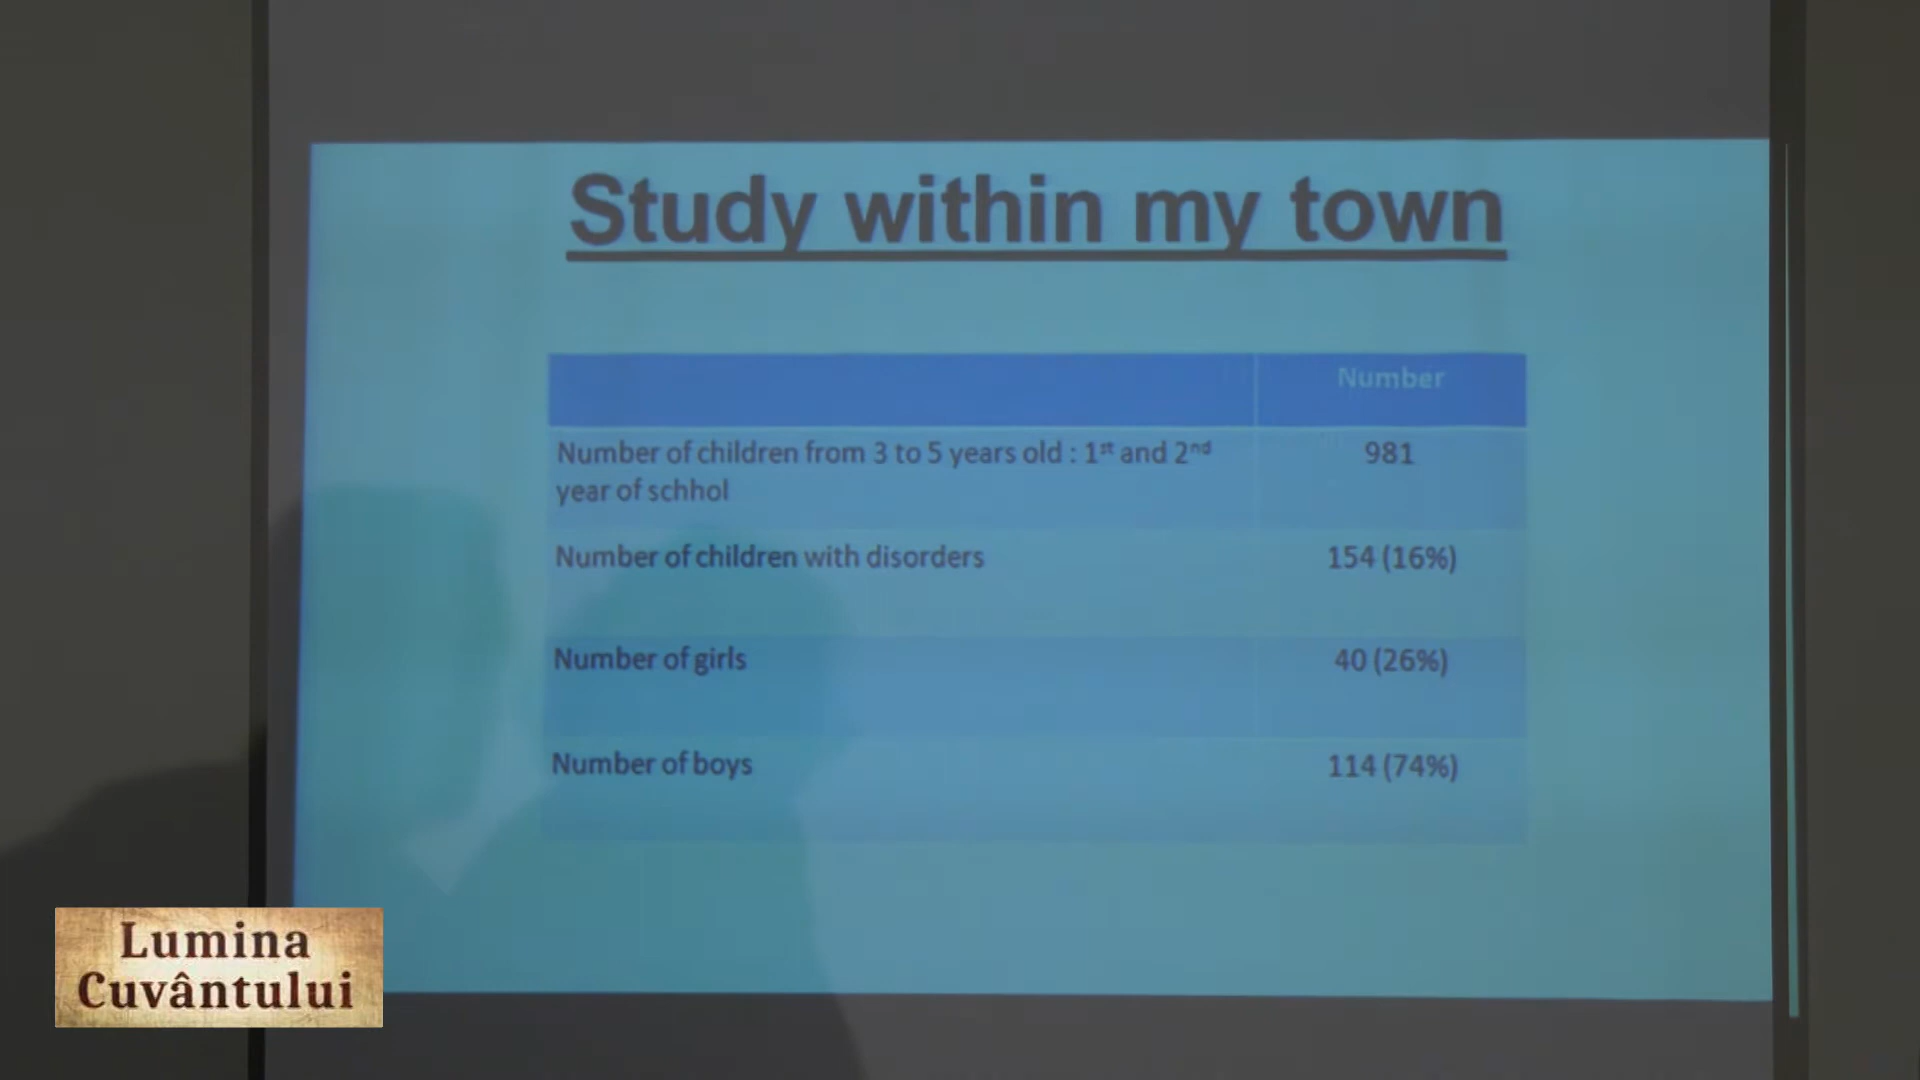 Study within my town
Number
Number of children from 3 to 5 years old : 1st and 2nd
981
year of schhol
Number of children with disorders
154 (16%)
Number of girls
40 (26%)
Number of boys
114 (74%)
Lumina
Cuvântului